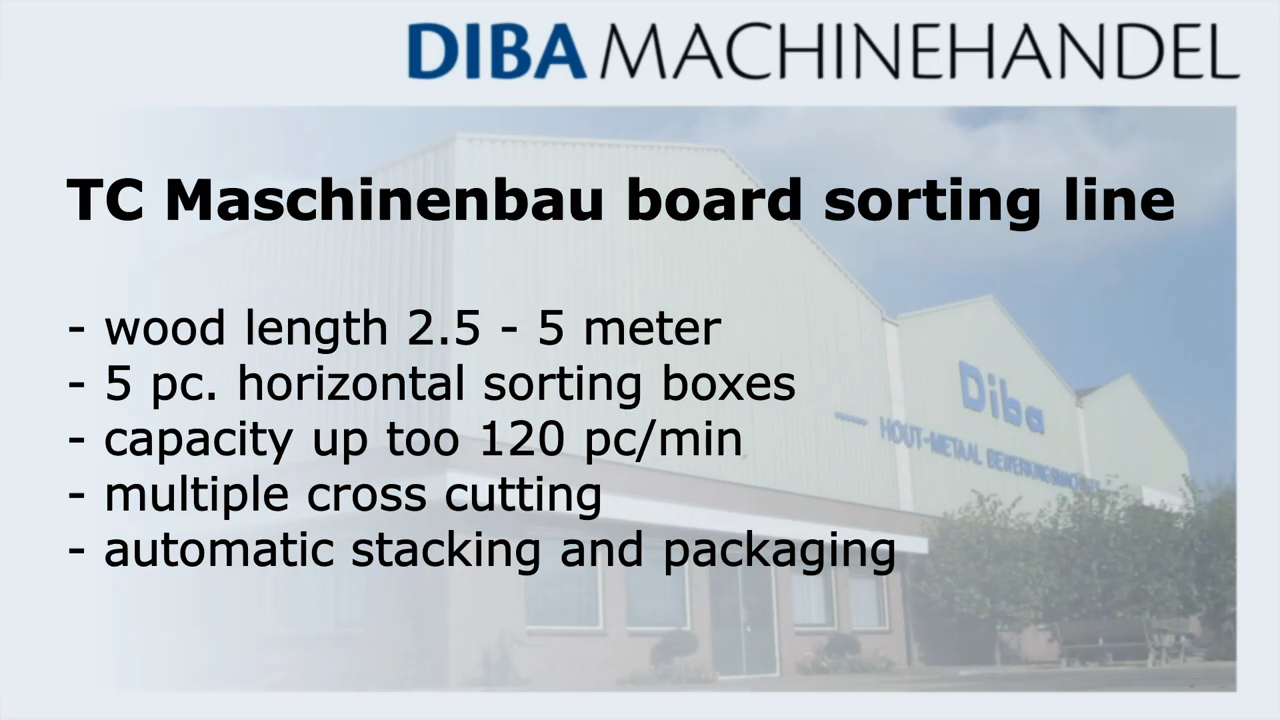 DIBA MACHINEHANDEL
TC Maschinenbau board sorting line
- wood length 2.5 - 5 meter
- 5 pc. horizontal sorting boxes
- capacity up too 120 pc/min
- multiple cross cutting
- automatic stacking and packaging
Diba
HOUT-METAAL